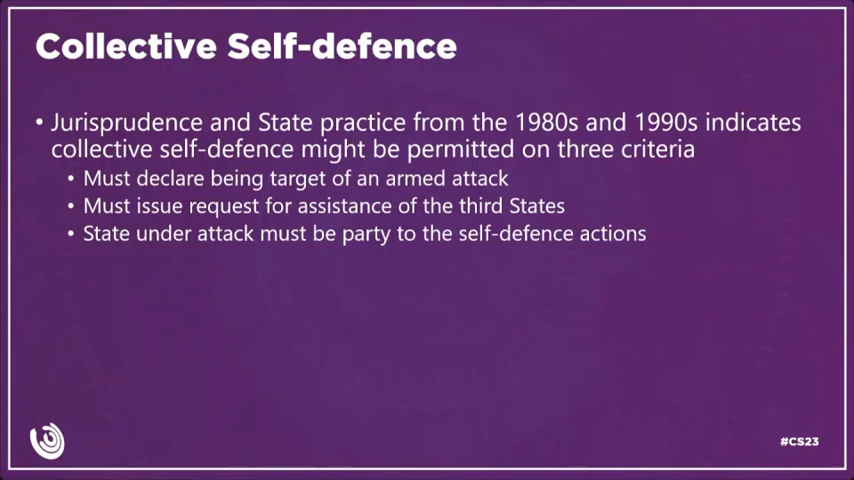 Collective Self-defence
• Jurisprudence and State practice from the 1980s and 1990s indicates
collective self-defence might be permitted on three criteria
• Must declare being target of an armed attack
• Must issue request for assistance of the third States
• State under attack must be party to the self-defence actions
#CS23